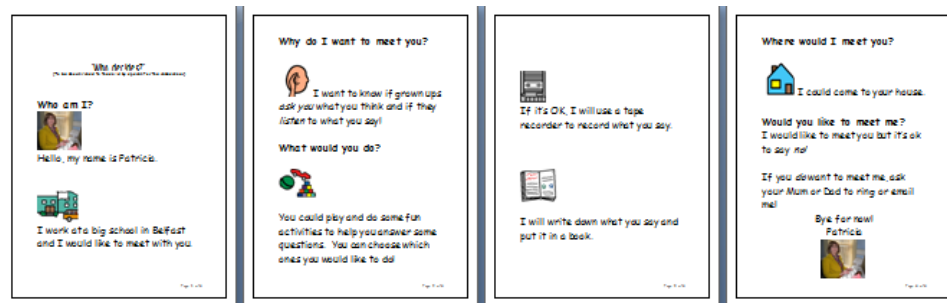 "Who decides?"
Who am I?
Hello, my name is Patricia.
I work at a big school in Belfast
and I would like to meet with you.
Why do I want to meet you?
I want to know if grown ups
ask you what you think and if they
listen to what you say!
What would you do?
You could play and do some fun
activities to help you answer some
questions. You can choose which
ones you would like to do!
If it's OK, I will use a tape
recorder to record what you say.
I will write down what you say and
put it in a book.
Where would I meet you?
I could come to your house.
Would you like to meet me?
I would like to meet you but it's ok
to say no!
If you do want to meet me, ask
your Mum or Dad to ring or email
me!
Bye for now!
Patricia